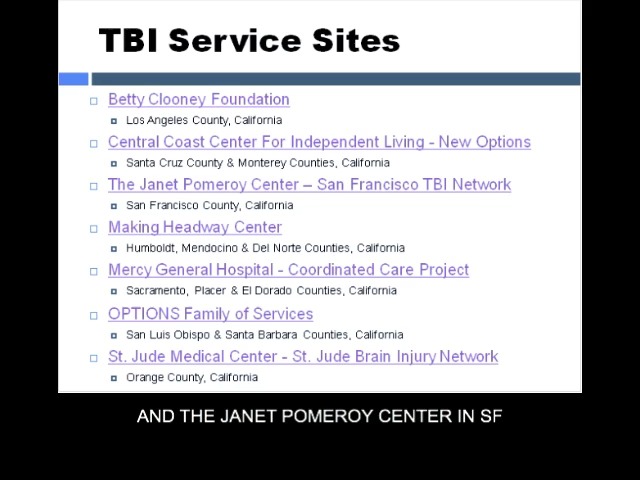 TBI Service Sites
Betty Clooney Foundation
Los Angeles County, California
Central Coast Center For Independent Living - New Options
Santa Cruz County & Monterey Counties, California
The Janet Pomeroy Center – San Francisco TBI Network
San Francisco County, California
Making Headway Center
Humboldt, Mendocino & Del Norte Counties, California
Mercy General Hospital - Coordinated Care Project
Sacramento, Placer & El Dorado Counties, California
OPTIONS Family of Services
San Luis Obispo & Santa Barbara Counties, California
St. Jude Medical Center - St. Jude Brain Injury Network
Orange County, California
AND THE JANET POMEROY CENTER IN SF